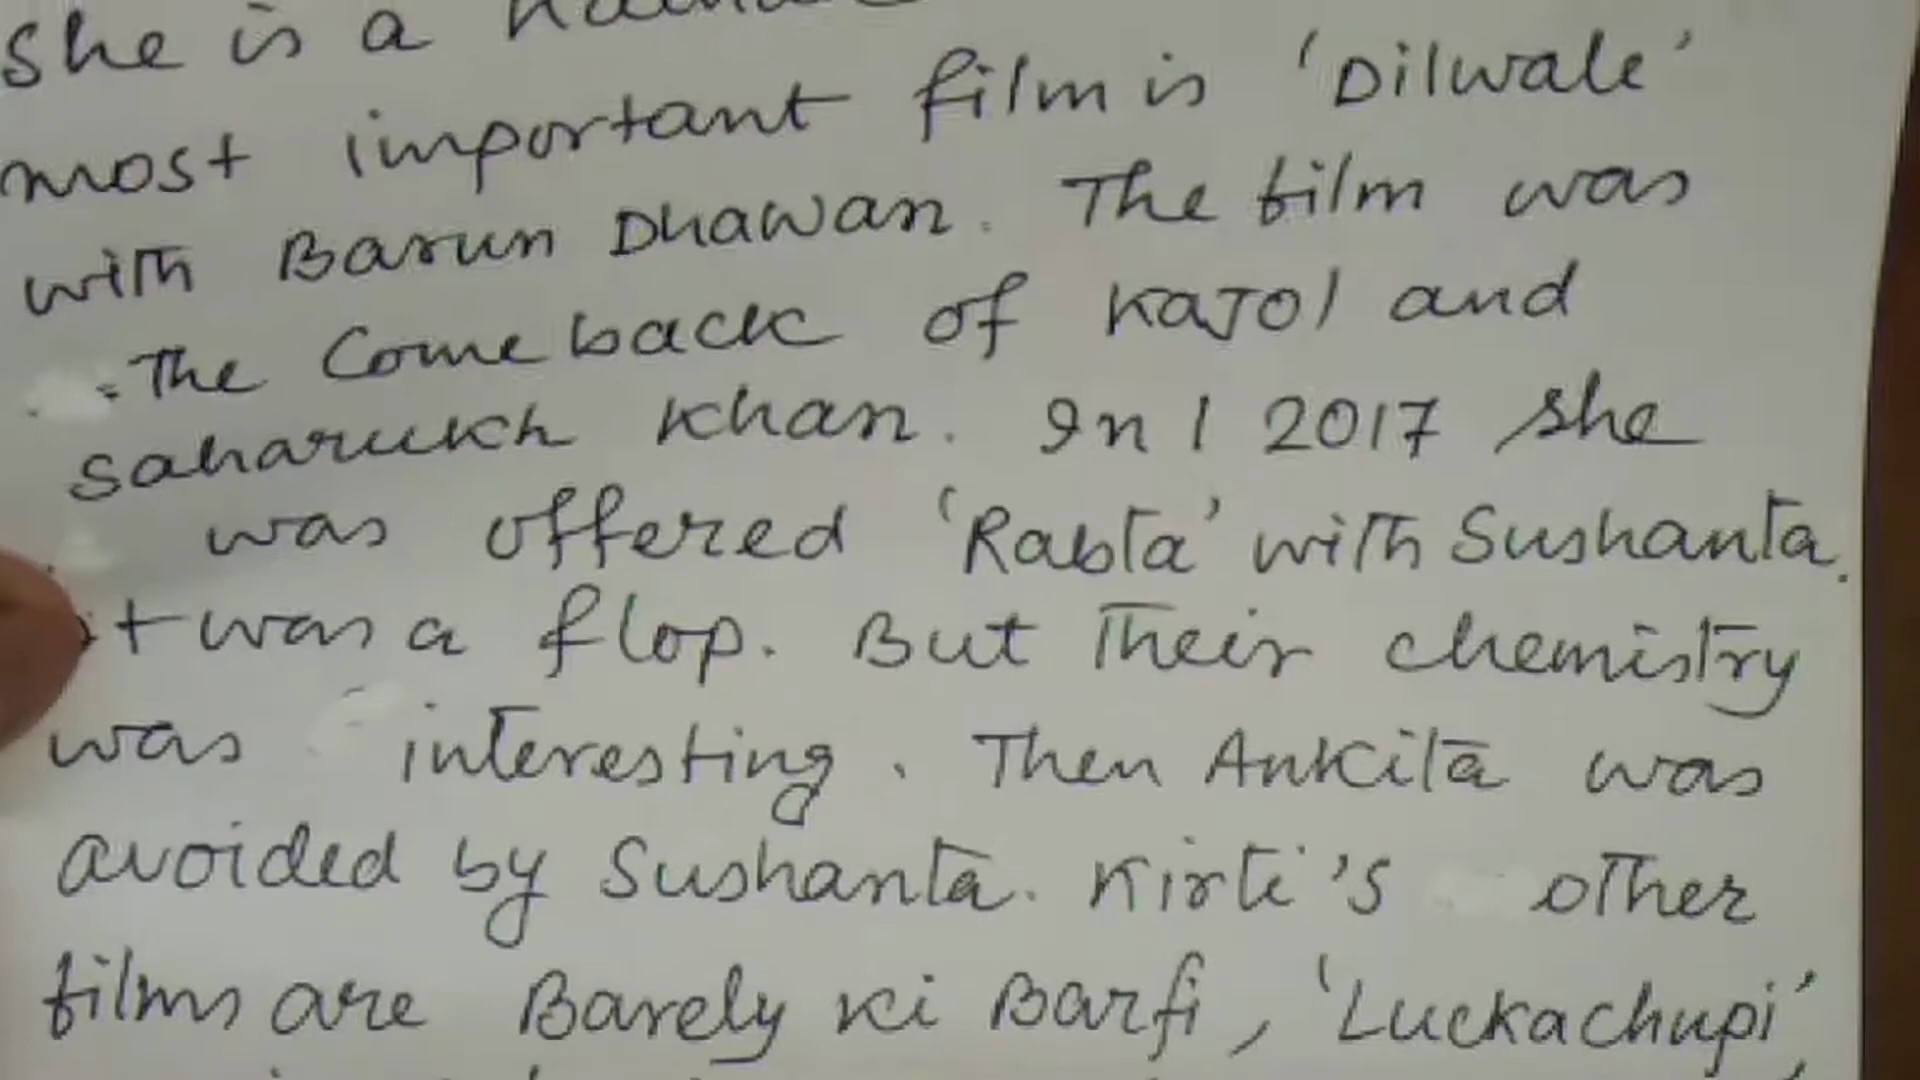 She is a
most important film is 'Dilwale'
with Barun Dhawan. The film was
The Come back of Kajol and
Saharukh Khan. In 2017 she
was offered 'Rabta' with Sushanta.
it was a flop. But Their chemistry
was interesting. Then Ankita was
avoided by Sushanta. Kirti's other
films are Barely ki Barfi, 'Luckachupi',